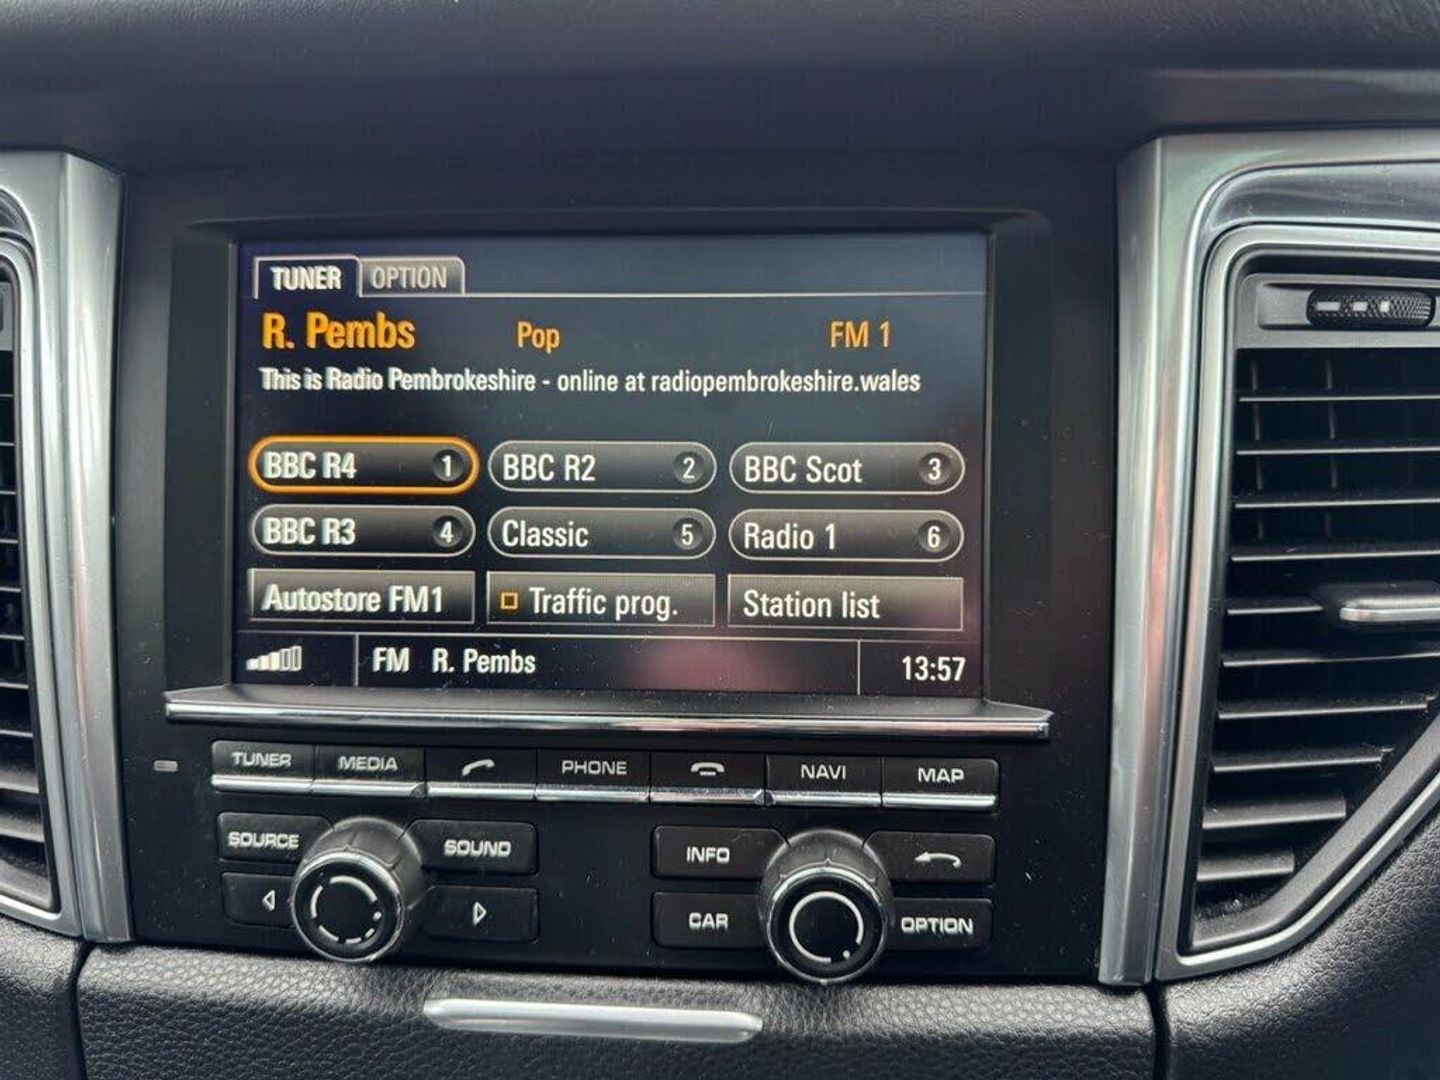 TUNER OPTION
R. Pembs Pop FM 1
This is Radio Pembrokeshire - online at radiopembrokeshire.wales
BBC R4 1 BBC R2 2 BBC Scot 3
BBC R3 4 Classic 5 Radio 1 6
Autostore FM1 Traffic prog. Station list
FM R. Pembs 13:57
TUNER MEDIA PHONE NAVI MAP
SOURCE SOUND INFO
CAR OPTION